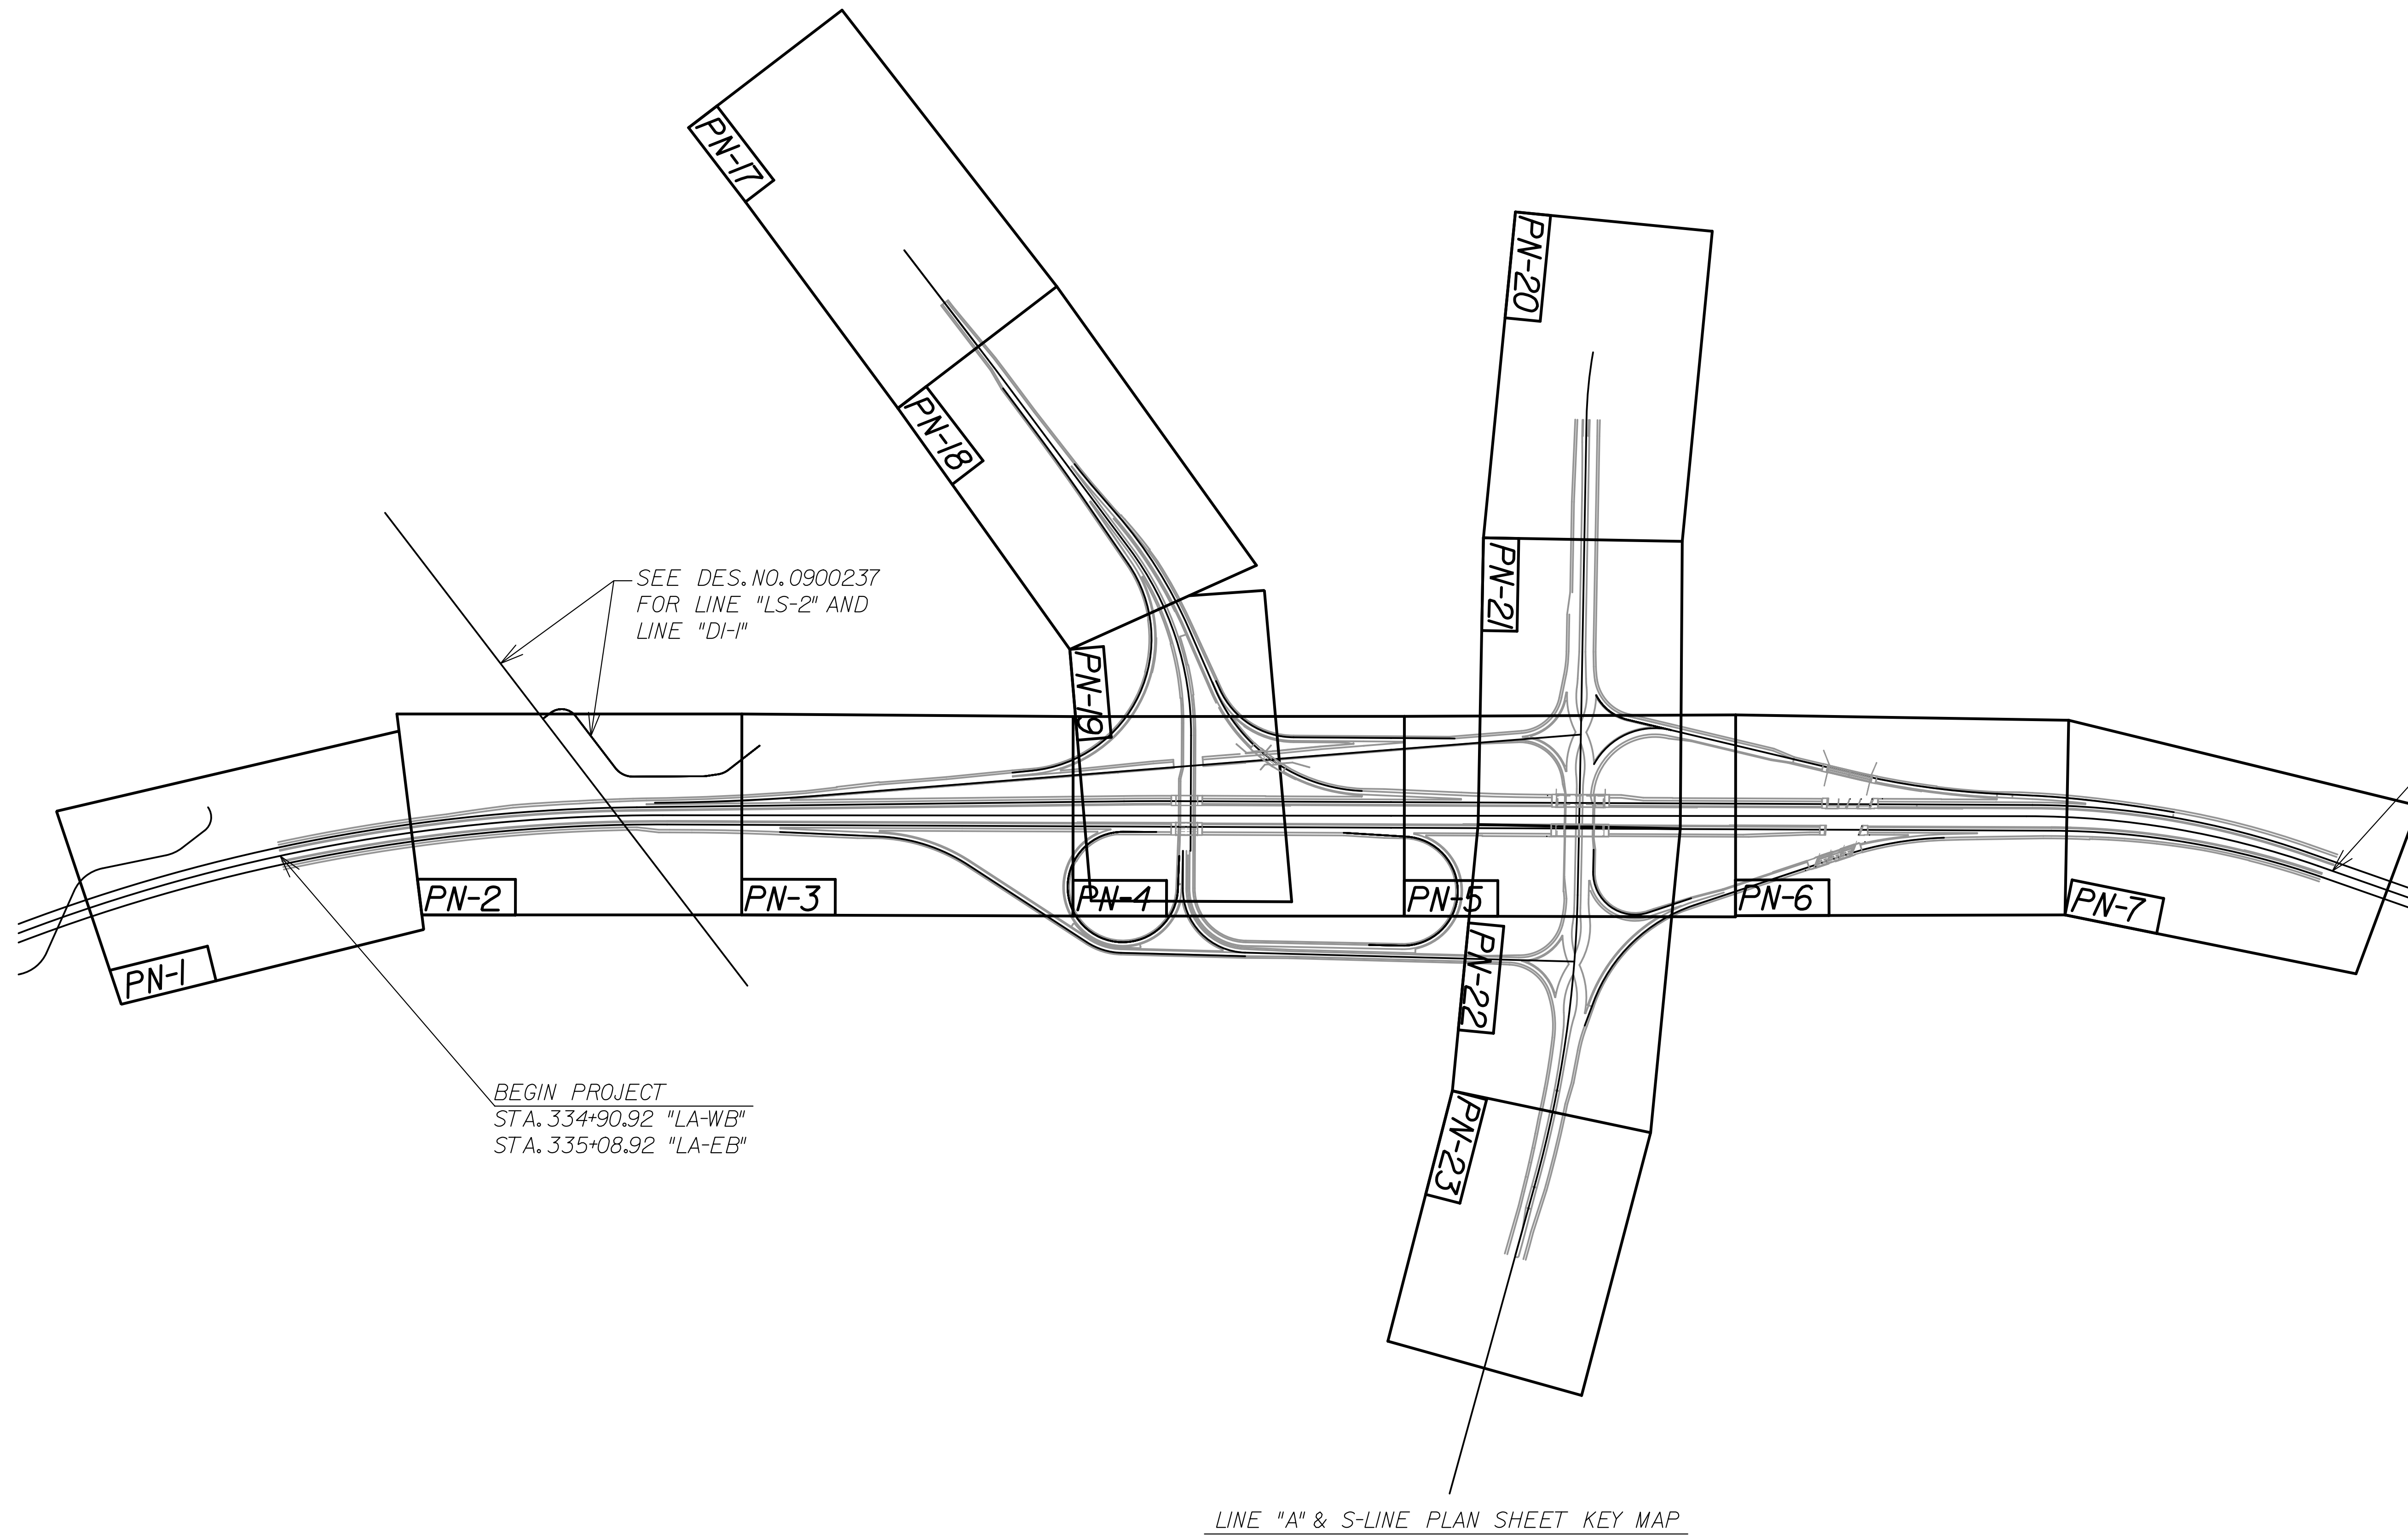 PN-17
PN-20
PN-18
PN-21
SEE DES. NO. 0900237
FOR LINE "LS-2" AND
LINE "D1-1"
PN-19
PN-2
PN-3
PN-4
PN-5
PN-6
PN-7
PN-1
PN-22
BEGIN PROJECT
STA. 334+90.92 "LA-WB"
STA. 335+08.92 "LA-EB"
PN-23
LINE "A" & S-LINE PLAN SHEET KEY MAP